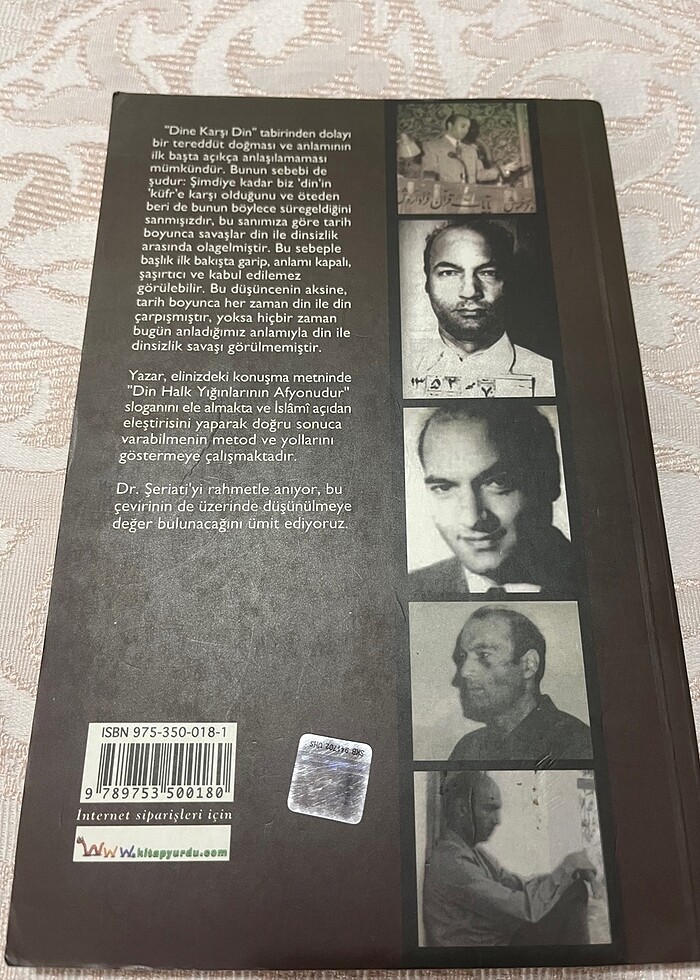 "Dine Karşı Din" tabirinden dolayı
bir tereddüt doğması ve anlamının
ilk başta açıkça anlaşılamaması
mümkündür. Bunun sebebi de
şudur: Şimdiye kadar biz 'din'in
'küfr'e karşı olduğunu ve öteden
beri de bunun böylece süregeldiğini
sanmışızdır, bu sanımıza göre tarih
boyunca savaşlar din ile dinsizlik
arasında olagelmiştir. Bu sebeple
başlık ilk bakışta garip, anlamı kapalı,
şaşırtıcı ve kabul edilemez
görülebilir. Bu düşüncenin aksine,
tarih boyunca her zaman din ile din
çarpışmıştır, yoksa hiçbir zaman
bugün anladığımız anlamıyla din ile
dinsizlik savaşı görülmemiştir.
Yazar, elinizdeki konuşma metninde
"Din Halk Yığınlarının Afyonudur"
sloganını ele almakta ve İslâmî açıdan
eleştirisini yaparak doğru sonuca
varabilmenin metod ve yollarını
göstermeye çalışmaktadır.
Dr. Şeriati'yi rahmetle anıyor, bu
çevirinin de üzerinde düşünülmeye
değer bulunacağını ümit ediyoruz.
ISBN 975-350-018-1
9 789753 500180
İnternet siparişleri için
www.kitapyurdu.com